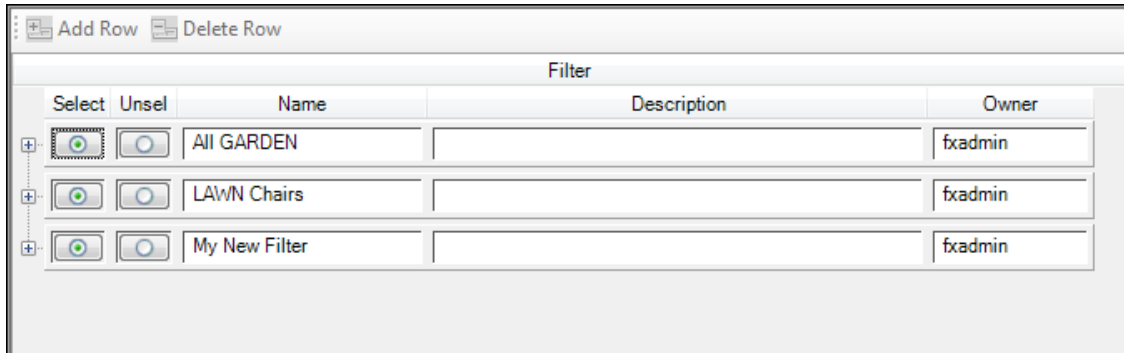 Add Row Delete Row
Filter
Select Unsel Name Description Owner
All GARDEN fxadmin
LAWN Chairs fxadmin
My New Filter fxadmin